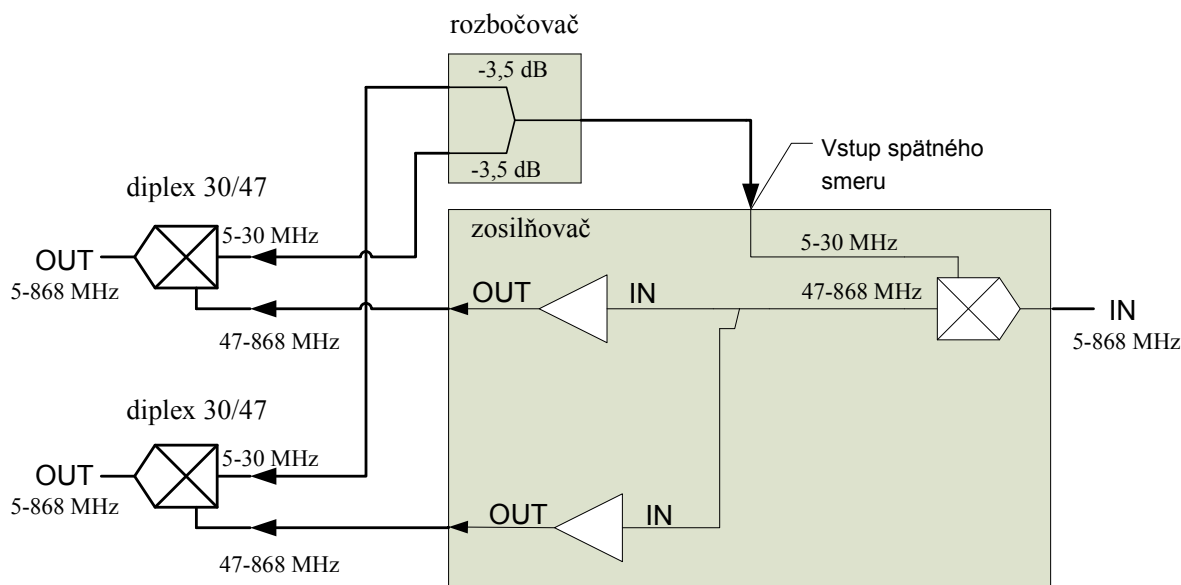 rozbočovač
-3,5 dB
-3,5 dB
Vstup spätného
smeru
diplex 30/47
5-30 MHz
OUT
5-868 MHz
47-868 MHz
zosilňovač
5-30 MHz
OUT
IN
47-868 MHz
IN
5-868 MHz
diplex 30/47
5-30 MHz
OUT
5-868 MHz
47-868 MHz
OUT
IN